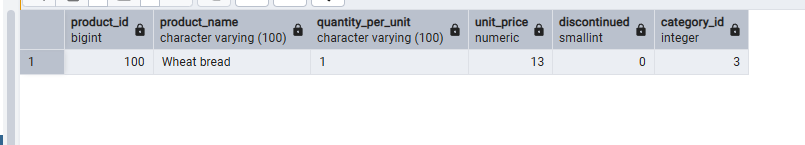 product_id product_name quantity_per_unit unit_price discontinued category_id
bigint character varying (100) character varying (100) numeric smallint integer
1 100 Wheat bread 1 13 0 3